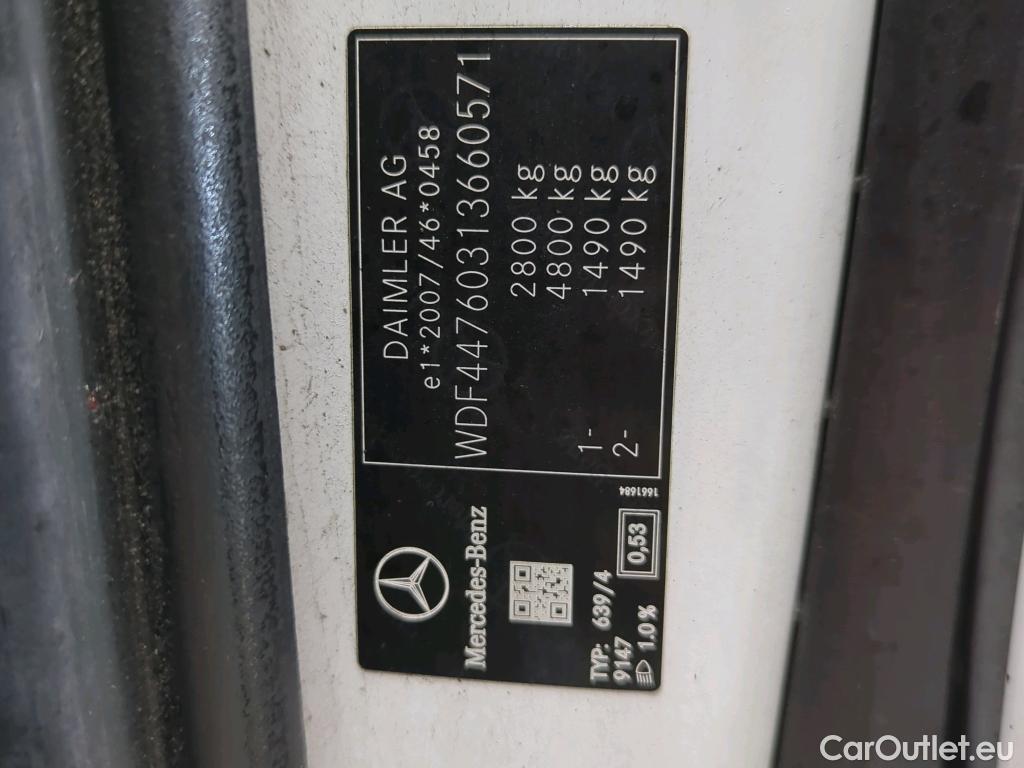 Mercedes-Benz
TYP: 639/4
9147
1.0%
0,53
1661684
DAIMLER AG
e1*2007/46*0458
WDF44760313660571
2800 kg
4800 kg
1- 1490 kg
2- 1490 kg
CarOutlet.eu